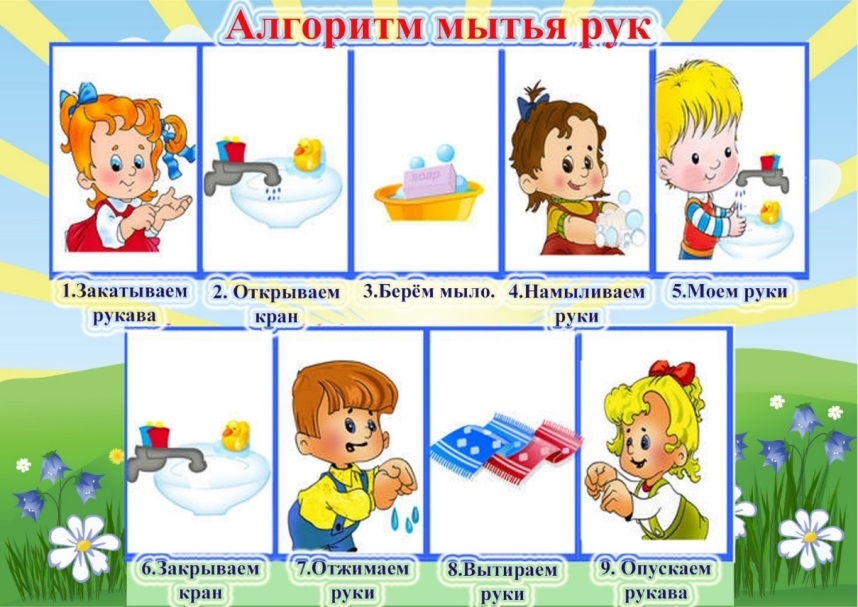 Алгоритм мытья рук
soap
1.Закатываем
рукава
2. Открываем
кран
3.Берём мыло.
4.Намыливаем
руки
5.Моем руки
6.Закрываем
кран
7.Отжимаем
руки
8.Вытираем
руки
9. Опускаем
рукава